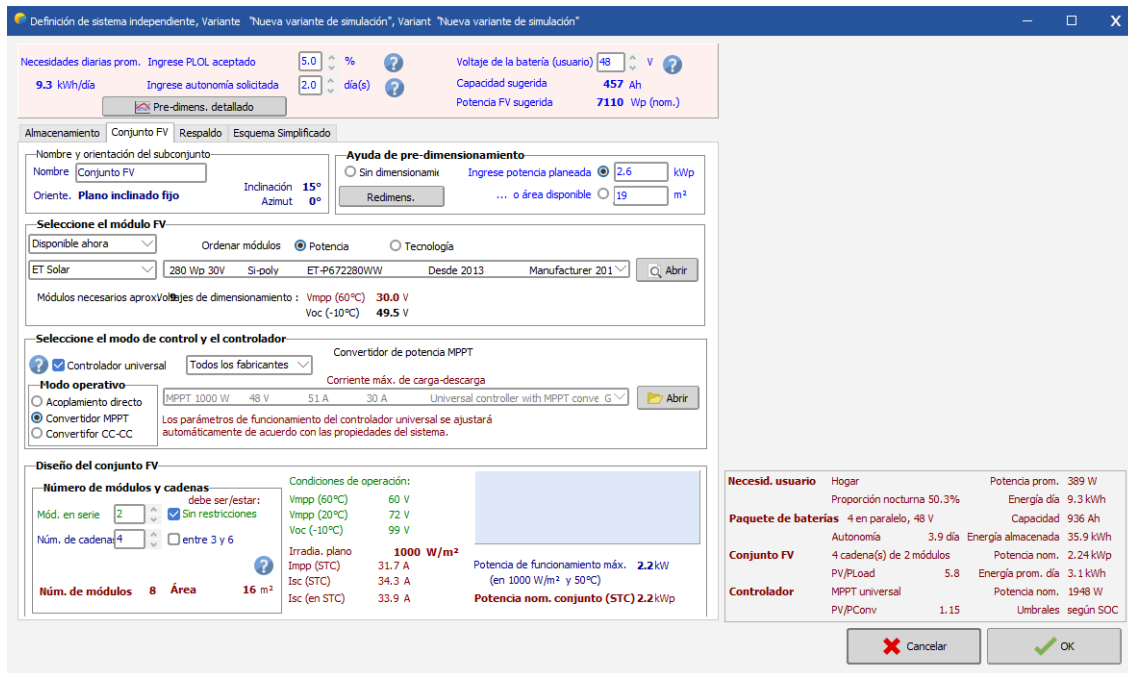 Definición de sistema independiente, Variante "Nueva variante de simulación", Variant "Nueva variante de simulación"
Necesidades diarias prom. Ingrese PLOL aceptado 5.0 % ? Voltaje de la batería (usuario) 48 V ?
9.3 kWh/día Ingrese autonomía solicitada 2.0 día(s) ? Capacidad sugerida 457 Ah
Pre-dimens. detallado Potencia FV sugerida 7110 Wp (nom.)
Almacenamiento Conjunto FV Respaldo Esquema Simplificado
Nombre y orientación del subconjunto Ayuda de pre-dimensionamiento
Nombre Conjunto FV Sin dimensionamie Ingrese potencia planeada 2.6 kWp
Oriente. Plano inclinado fijo Inclinación 15° Redimens. ... o área disponible 19 m²
Azimut 0°
Seleccione el módulo FV
Disponible ahora Ordenar módulos Potencia Tecnología
ET Solar 280 Wp 30V Si-poly ET-P672280WW Desde 2013 Manufacturer 201 Abrir
Módulos necesarios aprox. 9 Voltajes de dimensionamiento : Vmpp (60°C) 30.0 V
Voc (-10°C) 49.5 V
Seleccione el modo de control y el controlador
Convertidor de potencia MPPT
? Controlador universal Todos los fabricantes
Corriente máx. de carga-descarga
Modo operativo
MPPT 1000 W 48 V 51 A 30 A Universal controller with MPPT conve G Abrir
Acoplamiento directo
Convertidor MPPT
Convertifor CC-CC
Los parámetros de funcionamiento del controlador universal se ajustará
automáticamente de acuerdo con las propiedades del sistema.
Diseño del conjunto FV
Número de módulos y cadenas
debe ser/estar:
Mód. en serie 2 Sin restricciones
Núm. de cadena: 4 entre 3 y 6
?
Núm. de módulos 8 Área 16 m²
Condiciones de operación:
Vmpp (60°C) 60 V
Vmpp (20°C) 72 V
Voc (-10°C) 99 V
Irradia. plano 1000 W/m²
Impp (STC) 31.7 A
Isc (STC) 34.3 A
Isc (en STC) 33.9 A
Potencia de funcionamiento máx. 2.2kW
(en 1000 W/m² y 50°C)
Potencia nom. conjunto (STC) 2.2kWp
Necesid. usuario Hogar Potencia prom. 389 W
Proporción nocturna 50.3% Energía día 9.3 kWh
Paquete de baterías 4 en paralelo, 48 V Capacidad 936 Ah
Autonomía 3.9 día Energía almacenada 35.9 kWh
Conjunto FV 4 cadena(s) de 2 módulos Potencia nom. 2.24 kWp
PV/PLoad 5.8 Energía prom. día 3.1 kWh
Controlador MPPT universal Potencia nom. 1948 W
PV/PConv 1.15 Umbrales según SOC
Cancelar OK